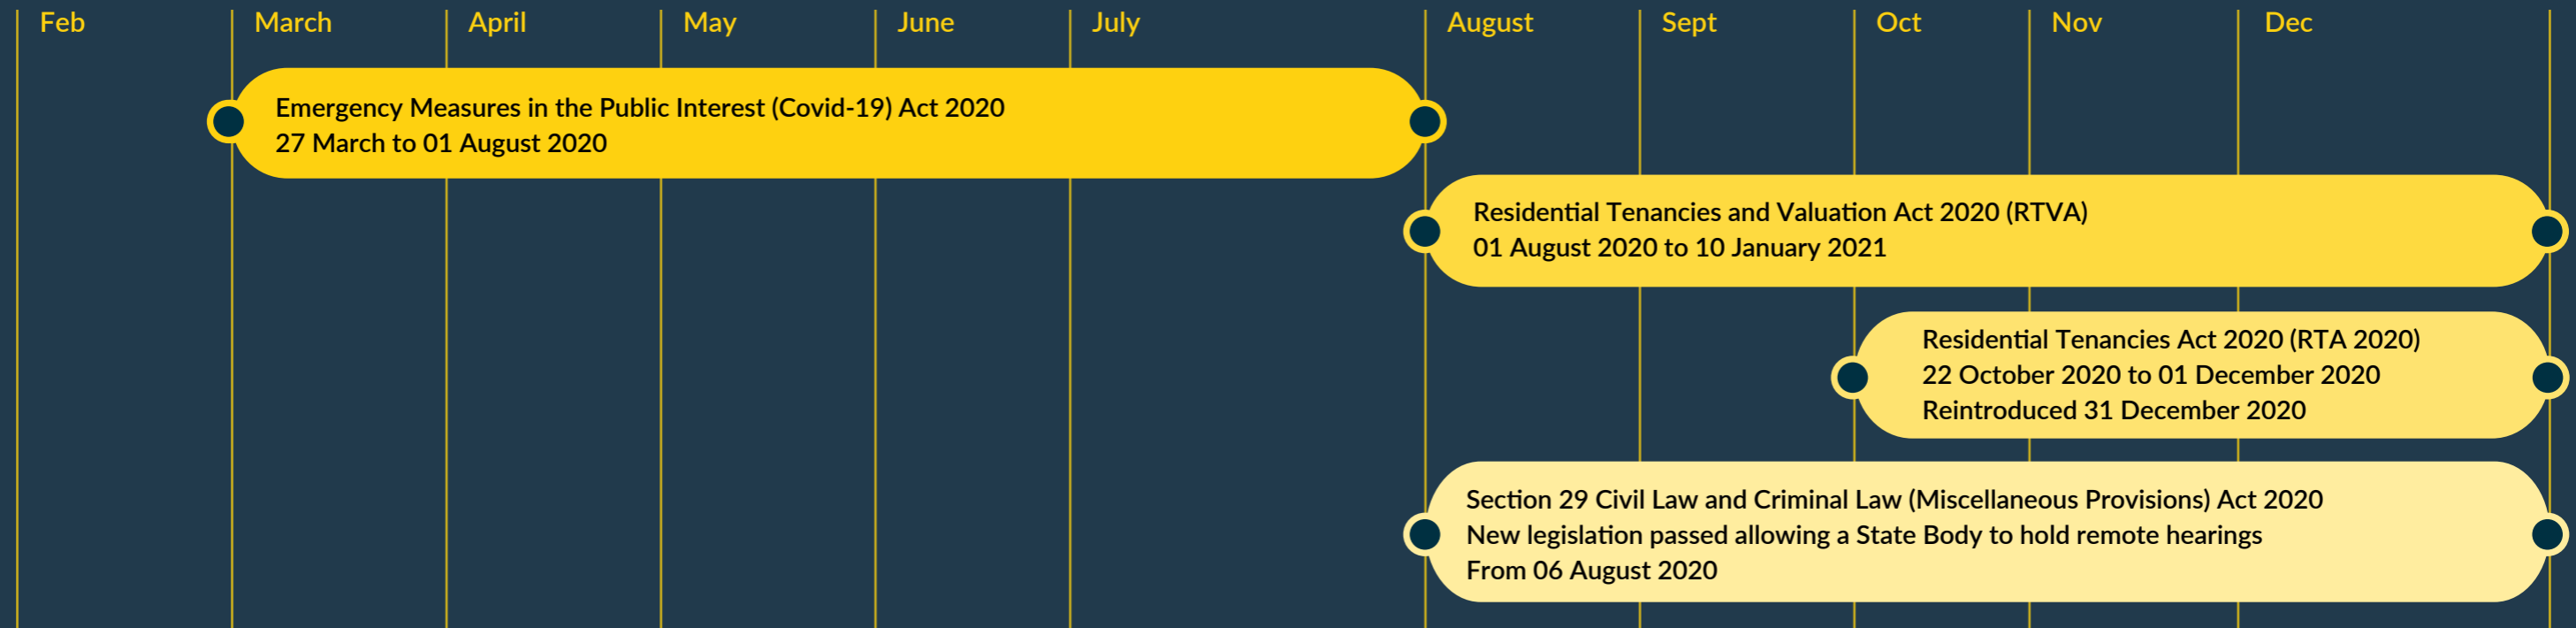 Feb March April May June July August Sept Oct Nov Dec
Emergency Measures in the Public Interest (Covid-19) Act 2020
27 March to 01 August 2020
Residential Tenancies and Valuation Act 2020 (RTVA)
01 August 2020 to 10 January 2021
Residential Tenancies Act 2020 (RTA 2020)
22 October 2020 to 01 December 2020
Reintroduced 31 December 2020
Section 29 Civil Law and Criminal Law (Miscellaneous Provisions) Act 2020
New legislation passed allowing a State Body to hold remote hearings
From 06 August 2020